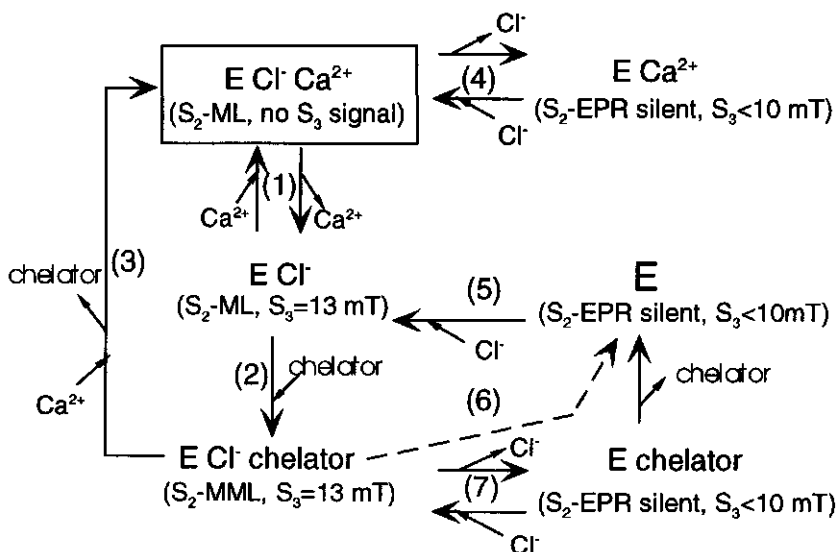 Cl⁻
E Cl⁻ Ca²⁺
(S₂-ML, no S₃ signal)
(4)
E Ca²⁺
(S₂-EPR silent, S₃<10 mT)
Cl⁻
(1)
Ca²⁺
Ca²⁺
(3)
chelator
E Cl⁻
(S₂-ML, S₃=13 mT)
(5)
E
(S₂-EPR silent, S₃<10mT)
Cl⁻
(2)
chelator
(6)
chelator
Ca²⁺
E Cl⁻ chelator
(S₂-MML, S₃=13 mT)
Cl⁻
(7)
E chelator
(S₂-EPR silent, S₃<10 mT)
Cl⁻